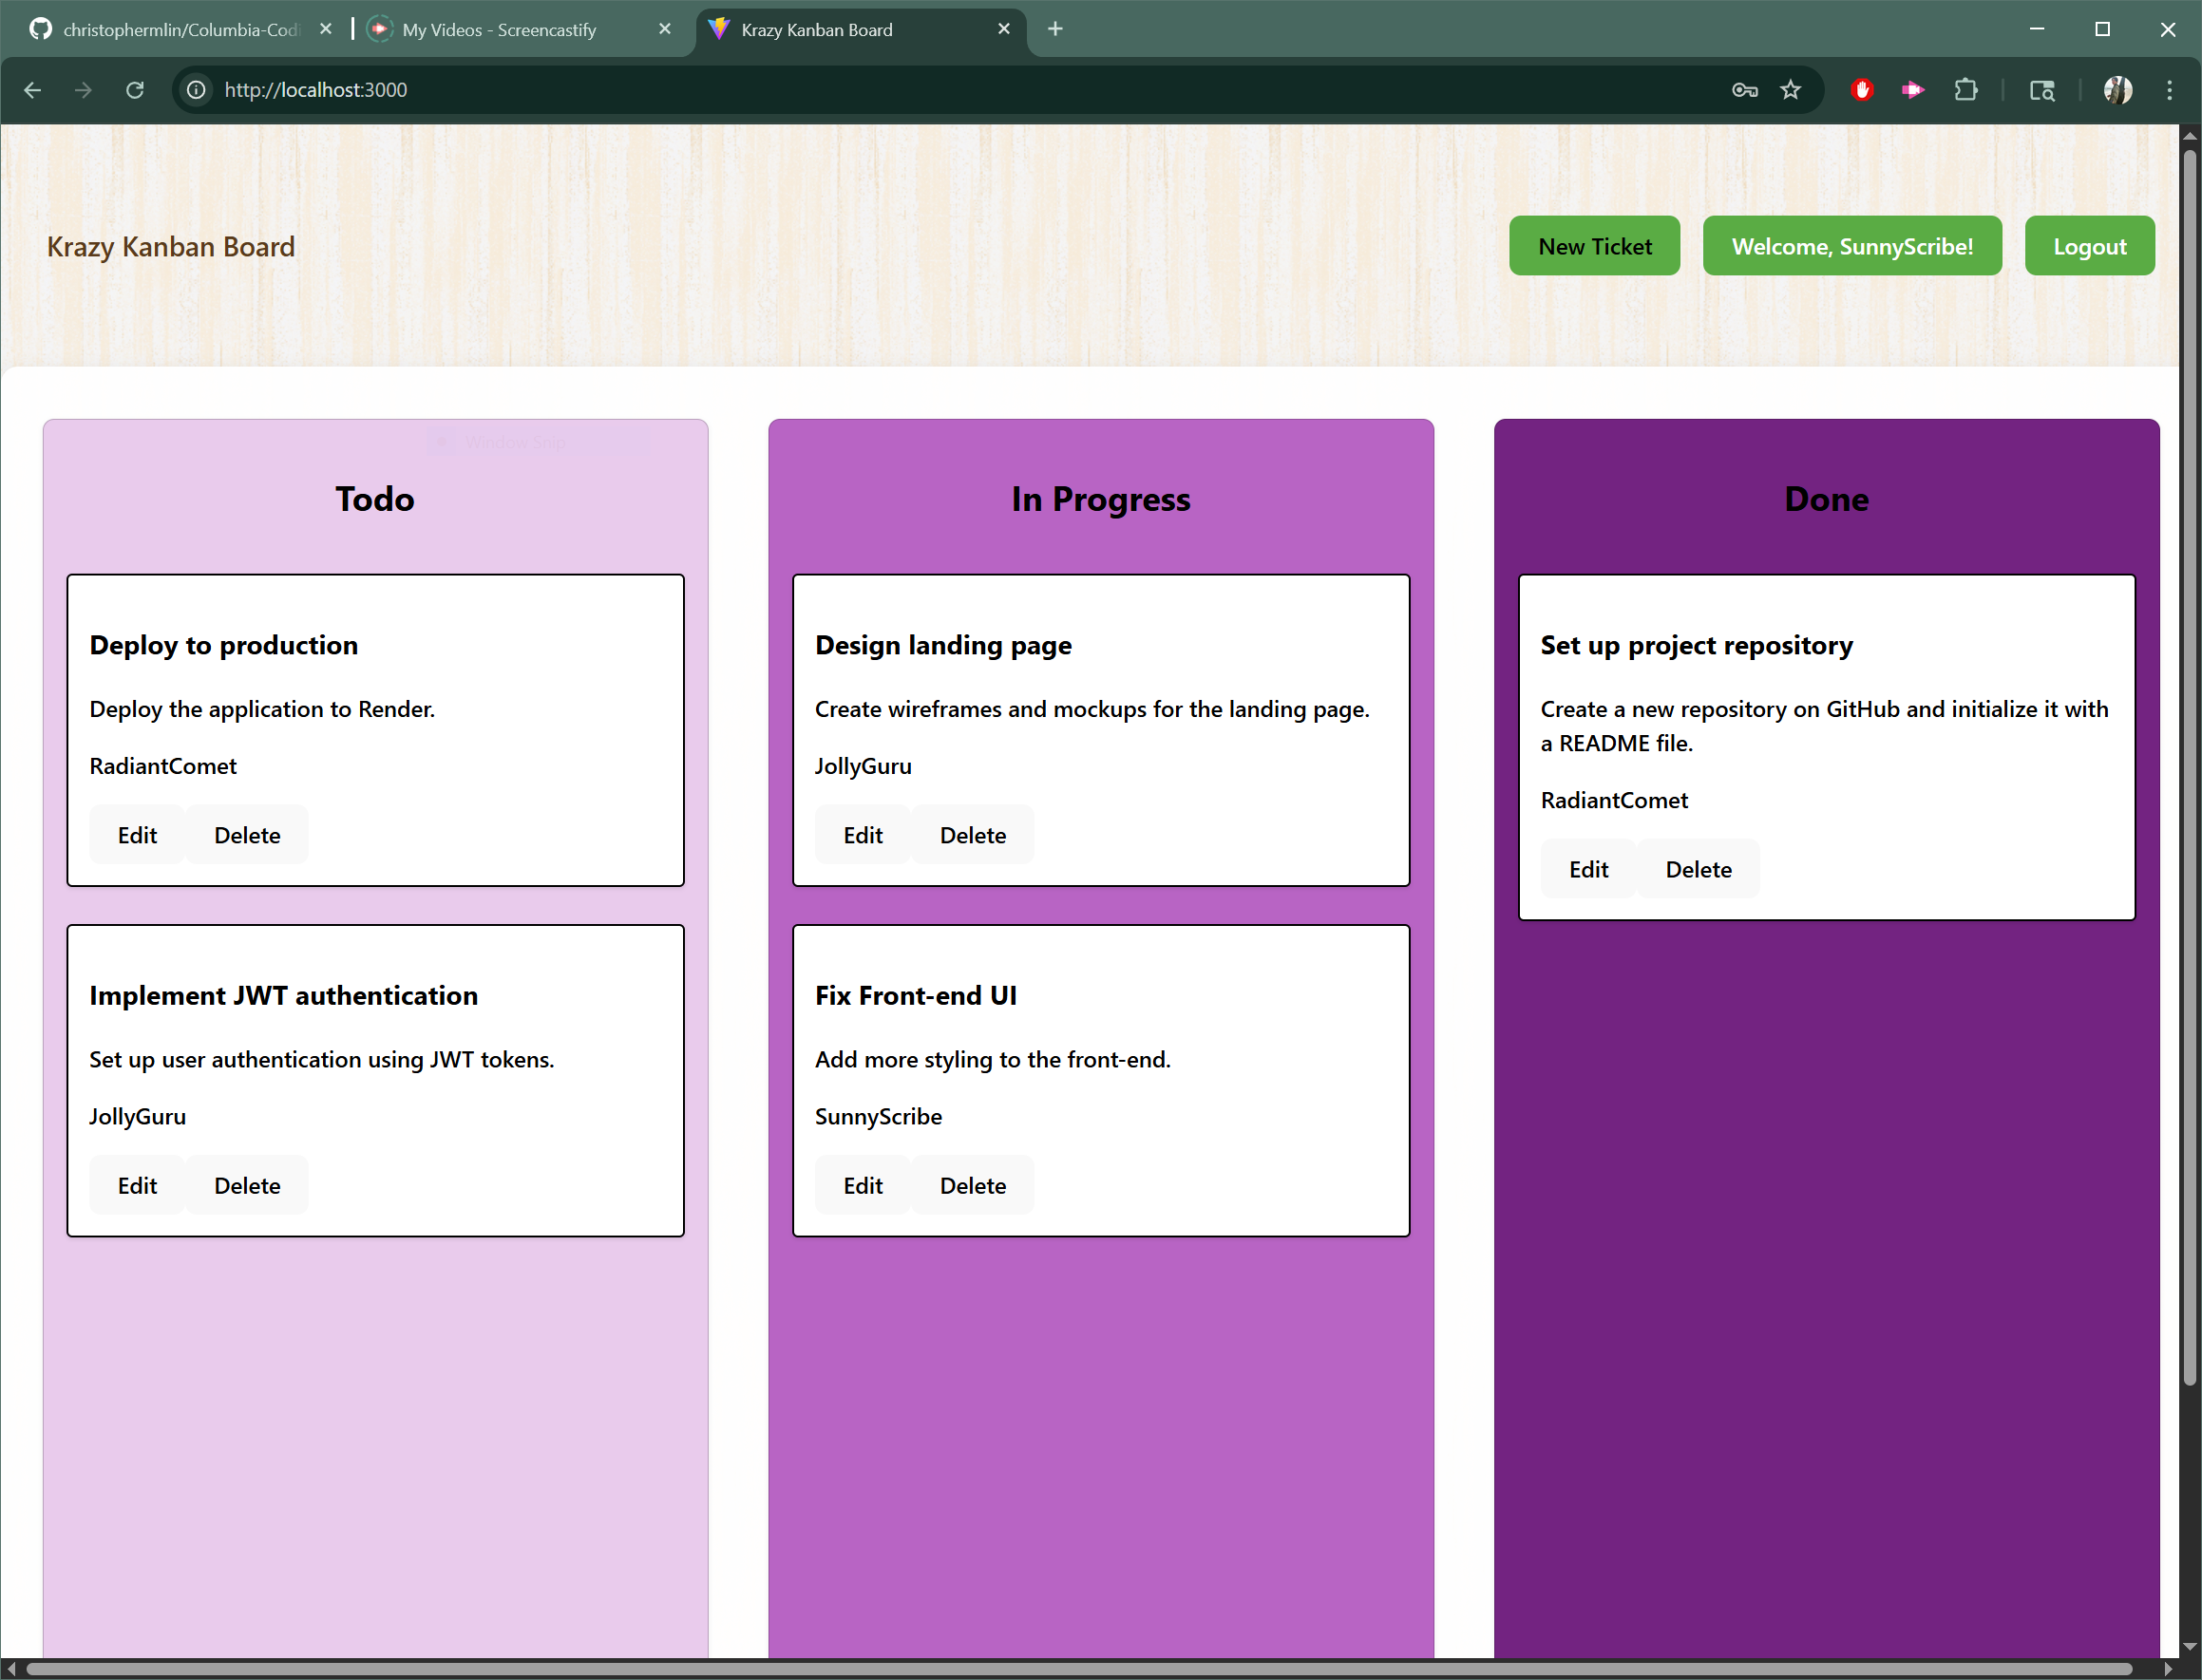 christophermlin/Columbia-Codi
My Videos - Screencastify
Krazy Kanban Board
http://localhost:3000
Krazy Kanban Board
New Ticket
Welcome, SunnyScribe!
Logout
Window Snip
Todo
Deploy to production
Deploy the application to Render.
RadiantComet
Edit Delete
Implement JWT authentication
Set up user authentication using JWT tokens.
JollyGuru
Edit Delete
In Progress
Design landing page
Create wireframes and mockups for the landing page.
JollyGuru
Edit Delete
Fix Front-end UI
Add more styling to the front-end.
SunnyScribe
Edit Delete
Done
Set up project repository
Create a new repository on GitHub and initialize it with
a README file.
RadiantComet
Edit Delete